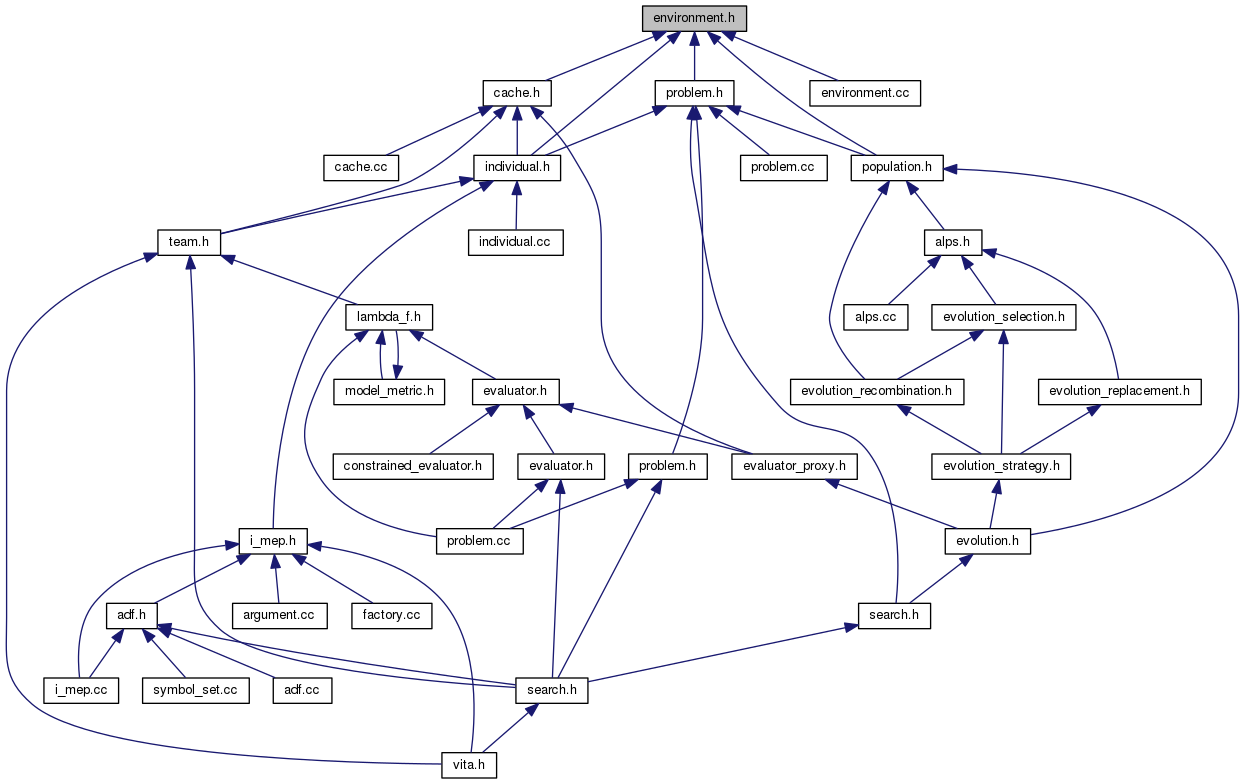 environment.h
cache.h
problem.h
environment.cc
cache.cc
individual.h
problem.cc
population.h
team.h
individual.cc
alps.h
lambda_f.h
alps.cc
evolution_selection.h
model_metric.h
evaluator.h
evolution_recombination.h
evolution_replacement.h
constrained_evaluator.h
evaluator.h
problem.h
evaluator_proxy.h
evolution_strategy.h
i_mep.h
problem.cc
evolution.h
adf.h
argument.cc
factory.cc
search.h
i_mep.cc
symbol_set.cc
adf.cc
search.h
vita.h